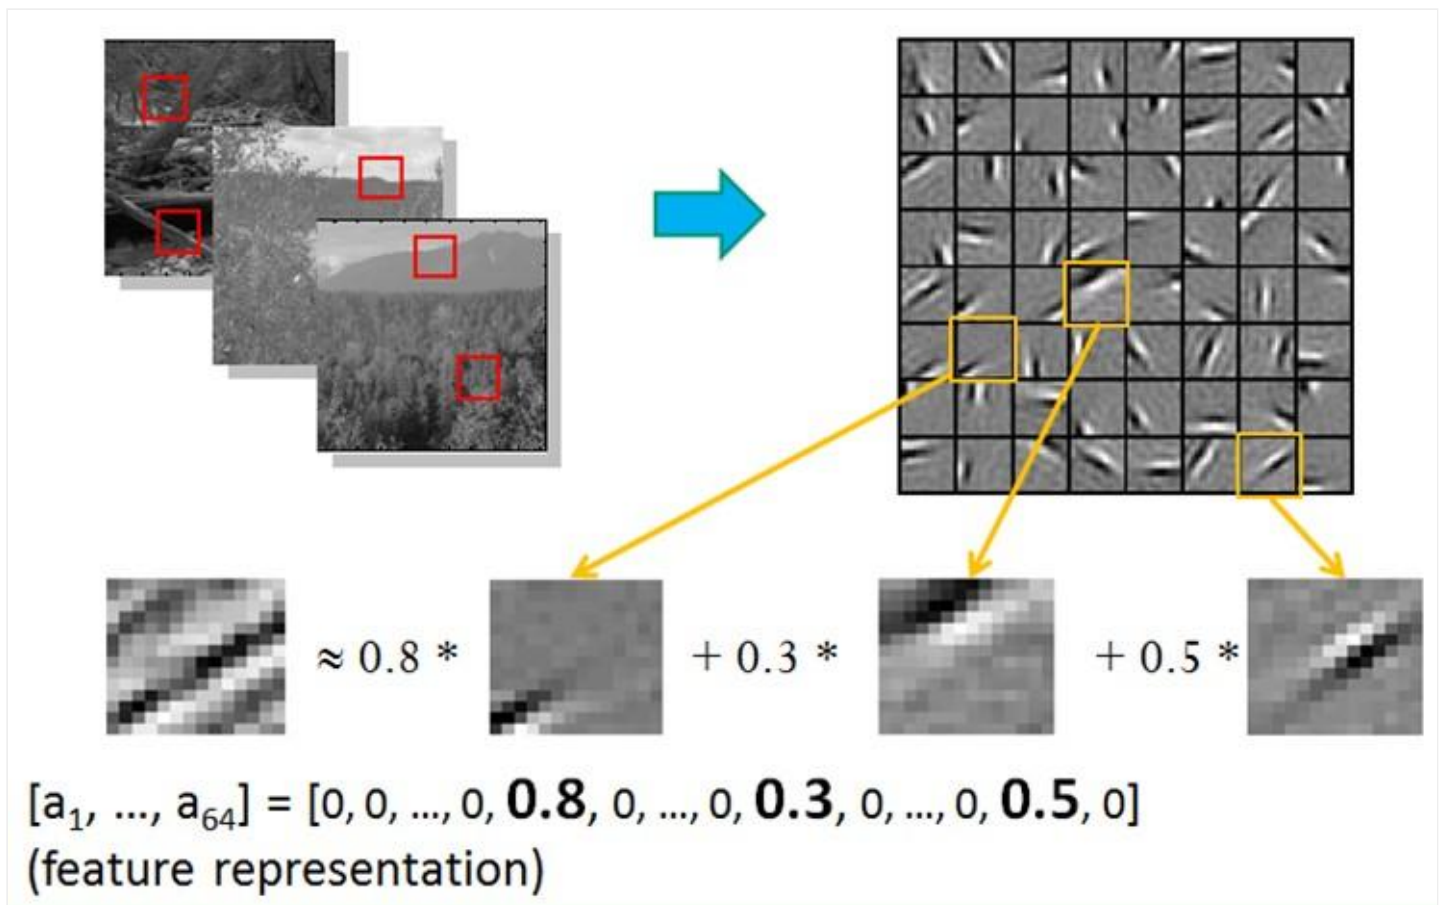 ≈ 0.8 * + 0.3 * + 0.5 *
[a₁, ..., a₆₄] = [0, 0, ..., 0, 0.8, 0, ..., 0, 0.3, 0, ..., 0, 0.5, 0]
(feature representation)